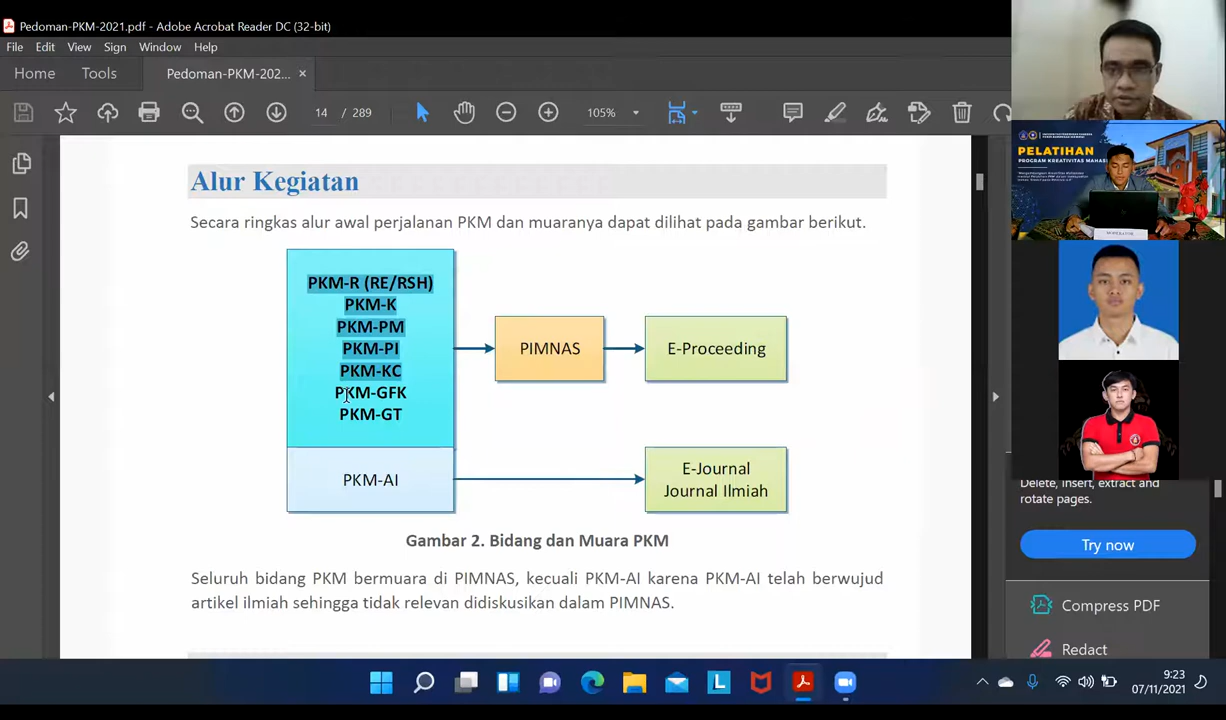 Pedoman-PKM-2021.pdf - Adobe Acrobat Reader DC (32-bit)
File Edit View Sign Window Help
Home Tools Pedoman-PKM-202... ×
14 / 289 105%
Alur Kegiatan
Secara ringkas alur awal perjalanan PKM dan muaranya dapat dilihat pada gambar berikut.
PKM-R (RE/RSH)
PKM-K
PKM-PM
PKM-PI
PKM-KC
PKM-GFK
PKM-GT
PIMNAS
E-Proceeding
PKM-AI
E-Journal
Journal Ilmiah
Gambar 2. Bidang dan Muara PKM
Seluruh bidang PKM bermuara di PIMNAS, kecuali PKM-AI karena PKM-AI telah berwujud
artikel ilmiah sehingga tidak relevan didiskusikan dalam PIMNAS.
PELATIHAN
PROGRAM KREATIVITAS MAHAS
MODERATOR
Delete, insert, extract and
rotate pages.
Try now
Compress PDF
Redact
9:23
07/11/2021